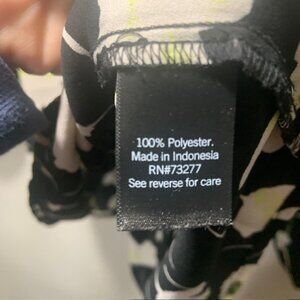 100% Polyester.
Made in Indonesia
RN#73277
See reverse for care